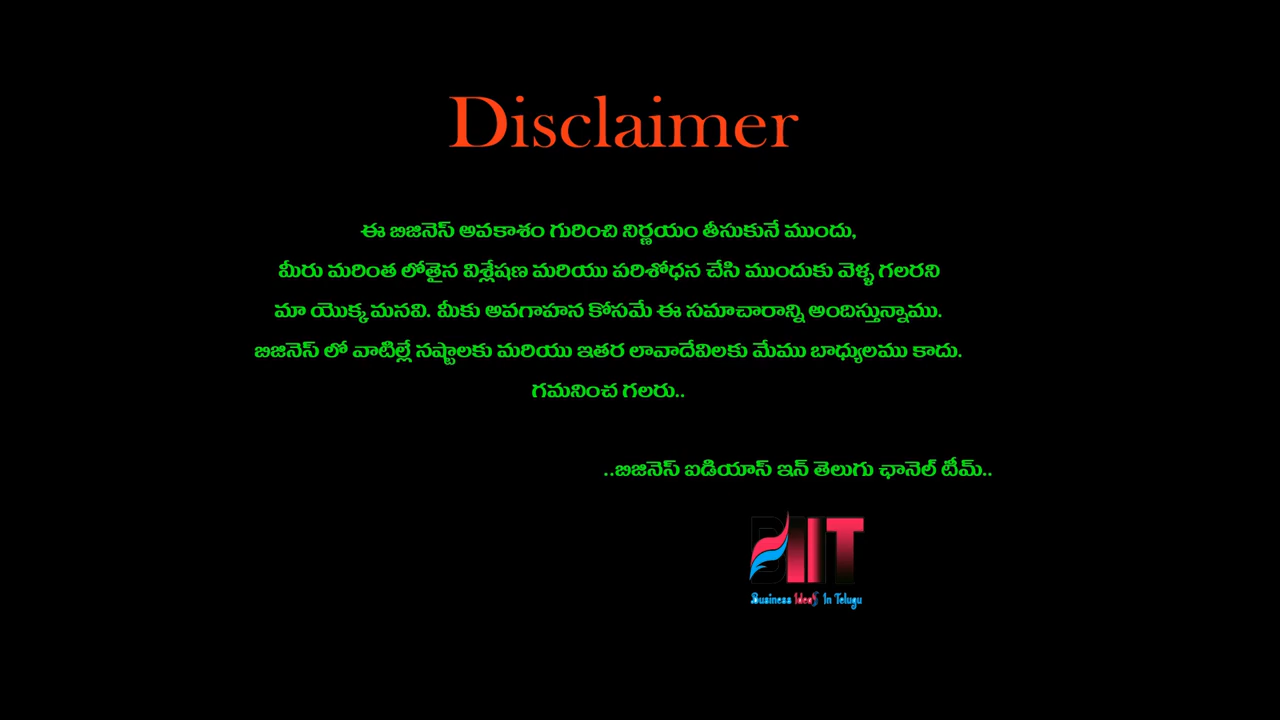 Disclaimer
ఈ బిజినెస్ అవకాశం గురించి నిర్ణయం తీసుకునే ముందు,
మీరు మరింత లోతైన విశ్లేషణ మరియు పరిశోధన చేసి ముందుకు వెళ్ళ గలరని
మా యొక్క మనవి. మీకు అవగాహన కోసమే ఈ సమాచారాన్ని అందిస్తున్నాము.
బిజినెస్ లో వాటిల్లే నష్టాలకు మరియు ఇతర లావాదేవిలకు మేము బాధ్యులము కాదు.
గమనించ గలరు..
..బిజినెస్ ఐడియాస్ ఇన్ తెలుగు ఛానెల్ టీమ్..
BIIT
Business Ideas In Telugu